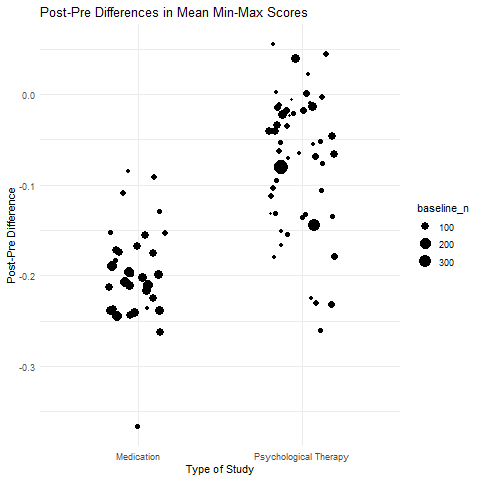 Post-Pre Differences in Mean Min-Max Scores
Post-Pre Difference
0.0
-0.1
-0.2
-0.3
Medication
Psychological Therapy
Type of Study
baseline_n
100
200
300